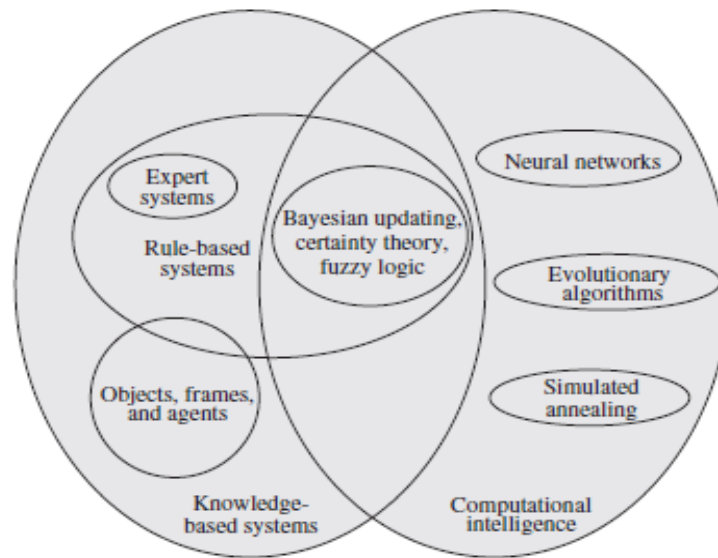 Expert
systems
Rule-based
systems
Bayesian updating,
certainty theory,
fuzzy logic
Neural networks
Evolutionary
algorithms
Objects, frames,
and agents
Simulated
annealing
Knowledge-
based systems
Computational
intelligence